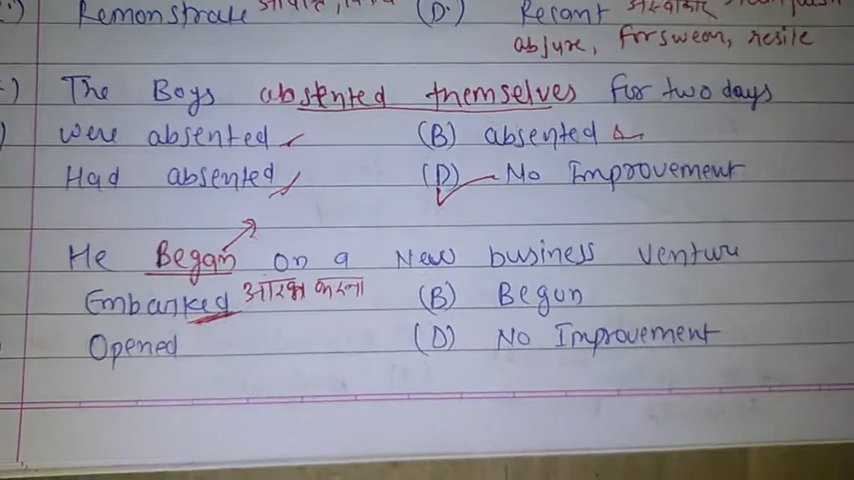 Remonstrate (D.) Recant
abjure, forswear, resile
The Boys absented themselves for two days
were absented (B) absented
Had absented (D) No Improvement
He Began on a New business venture
Embarked आरम्भ करना (B) Begun
Opened (D) No Improvement